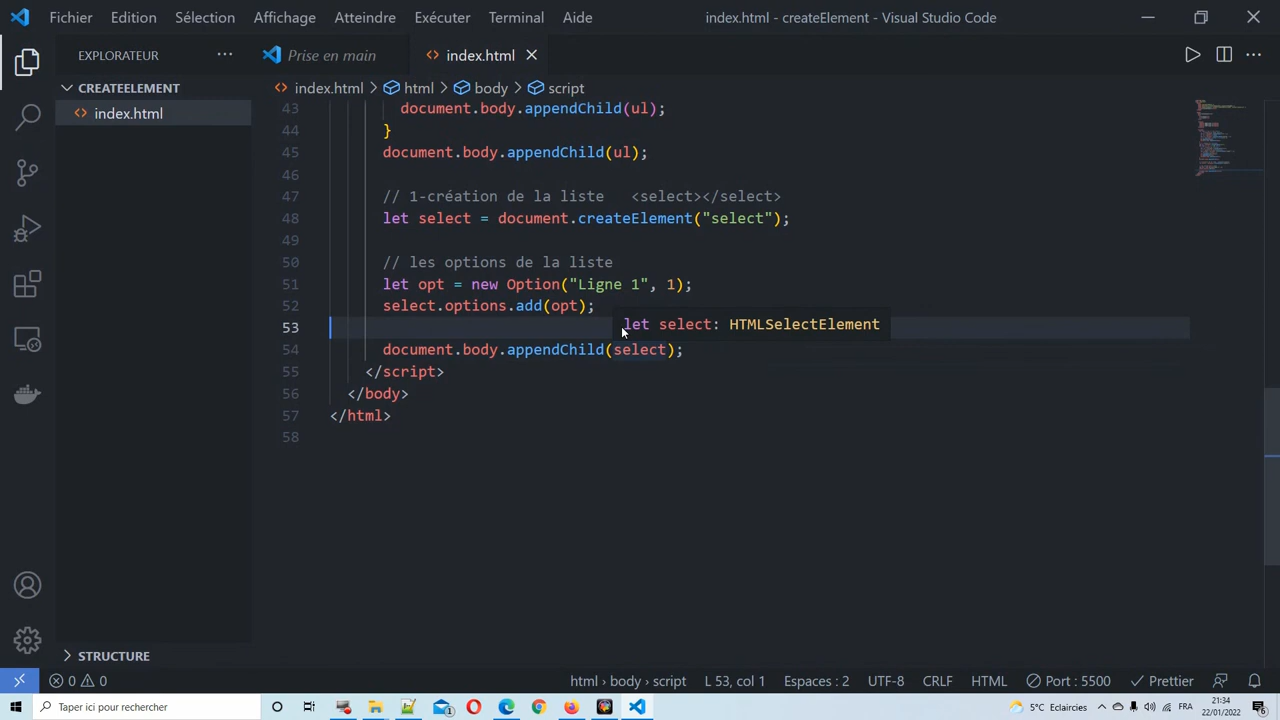 Fichier Edition Sélection Affichage Atteindre Exécuter Terminal Aide index.html - createElement - Visual Studio Code
EXPLORATEUR ··· Prise en main index.html
CREATEELEMENT
index.html > html > body > script
index.html
43 document.body.appendChild(ul);
44 }
45 document.body.appendChild(ul);
46
47 // 1-création de la liste <select></select>
48 let select = document.createElement("select");
49
50 // les options de la liste
51 let opt = new Option("Ligne 1", 1);
52 select.options.add(opt);
53 let select: HTMLSelectElement
54 document.body.appendChild(select);
55 </script>
56 </body>
57 </html>
58
STRUCTURE
0 0 html › body › script L 53, col 1 Espaces : 2 UTF-8 CRLF HTML Port : 5500 Prettier
Taper ici pour rechercher 5°C Eclaircies FRA 21:34
22/01/2022 6